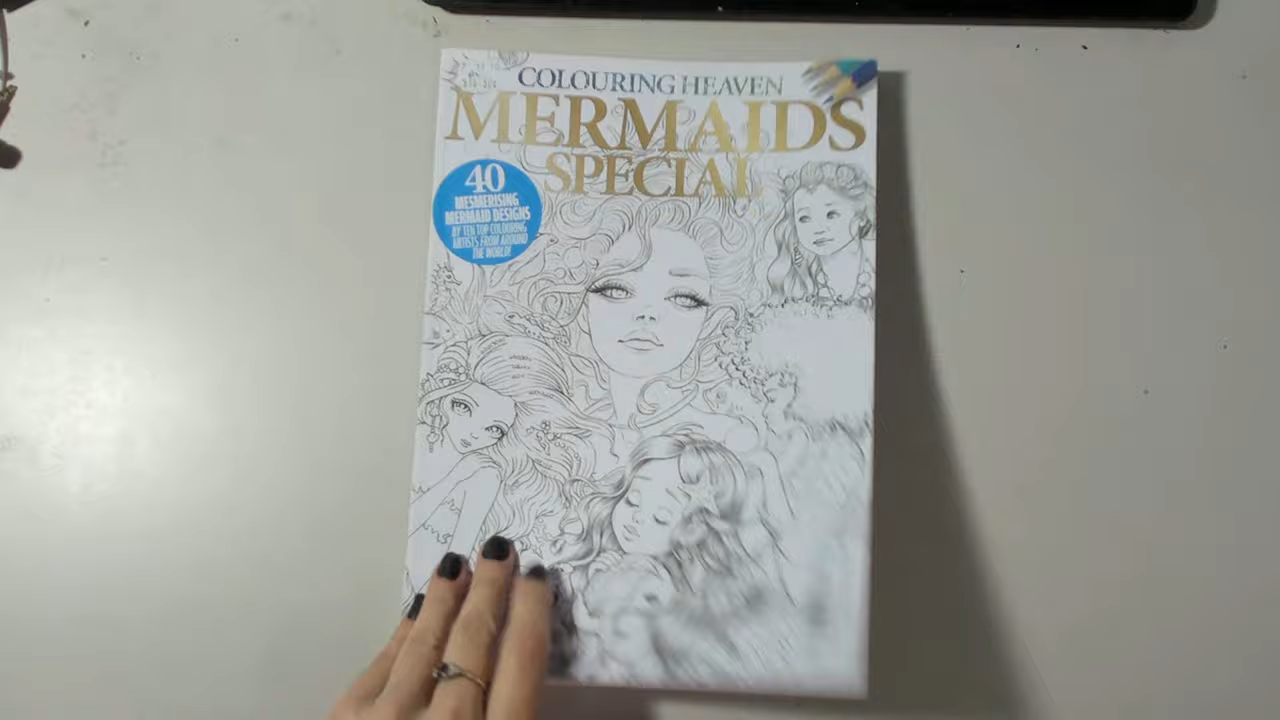 COLOURING HEAVEN
MERMAIDS
SPECIAL
40
MESMERISING
MERMAID DESIGNS
BY TEN TOP COLOURING
ARTISTS FROM AROUND
THE WORLD!